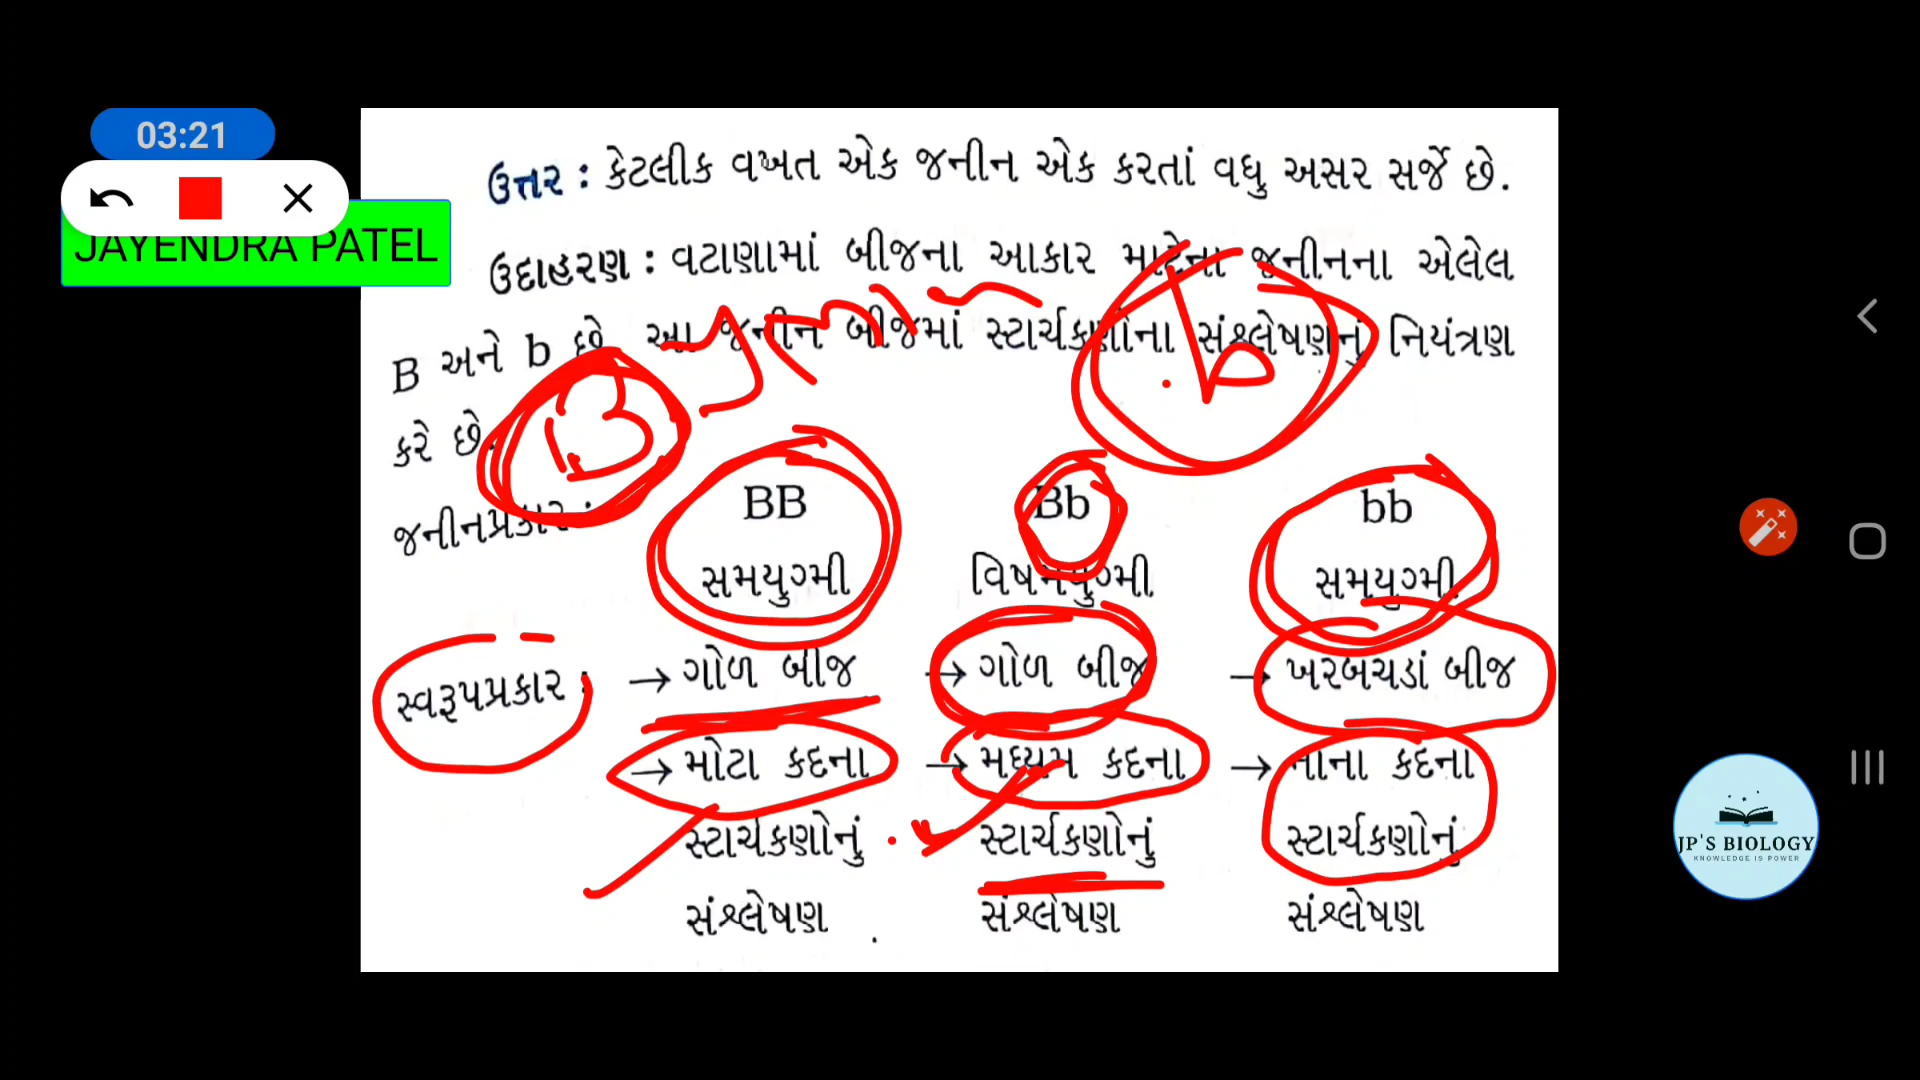 03:21
JAYENDRA PATEL
ઉત્તર : કેટલીક વખત એક જનીન એક કરતાં વધુ અસર સર્જે છે.
ઉદાહરણ : વટાણામાં બીજના આકાર માટેના જનીનના એલેલ
B અને b છે. આ જનીન બીજમાં સ્ટાર્ચકણોના સંશ્લેષણનું નિયંત્રણ
કરે છે.
B b
જનીનપ્રકાર : BB Bb bb
સમયુગ્મી વિષમયુગ્મી સમયુગ્મી
સ્વરૂપપ્રકાર : → ગોળ બીજ → ગોળ બીજ → ખરબચડાં બીજ
→ મોટા કદના → મધ્યમ કદના → નાના કદના
સ્ટાર્ચકણોનું સ્ટાર્ચકણોનું સ્ટાર્ચકણોનું
સંશ્લેષણ સંશ્લેષણ સંશ્લેષણ
JP'S BIOLOGY
KNOWLEDGE IS POWER